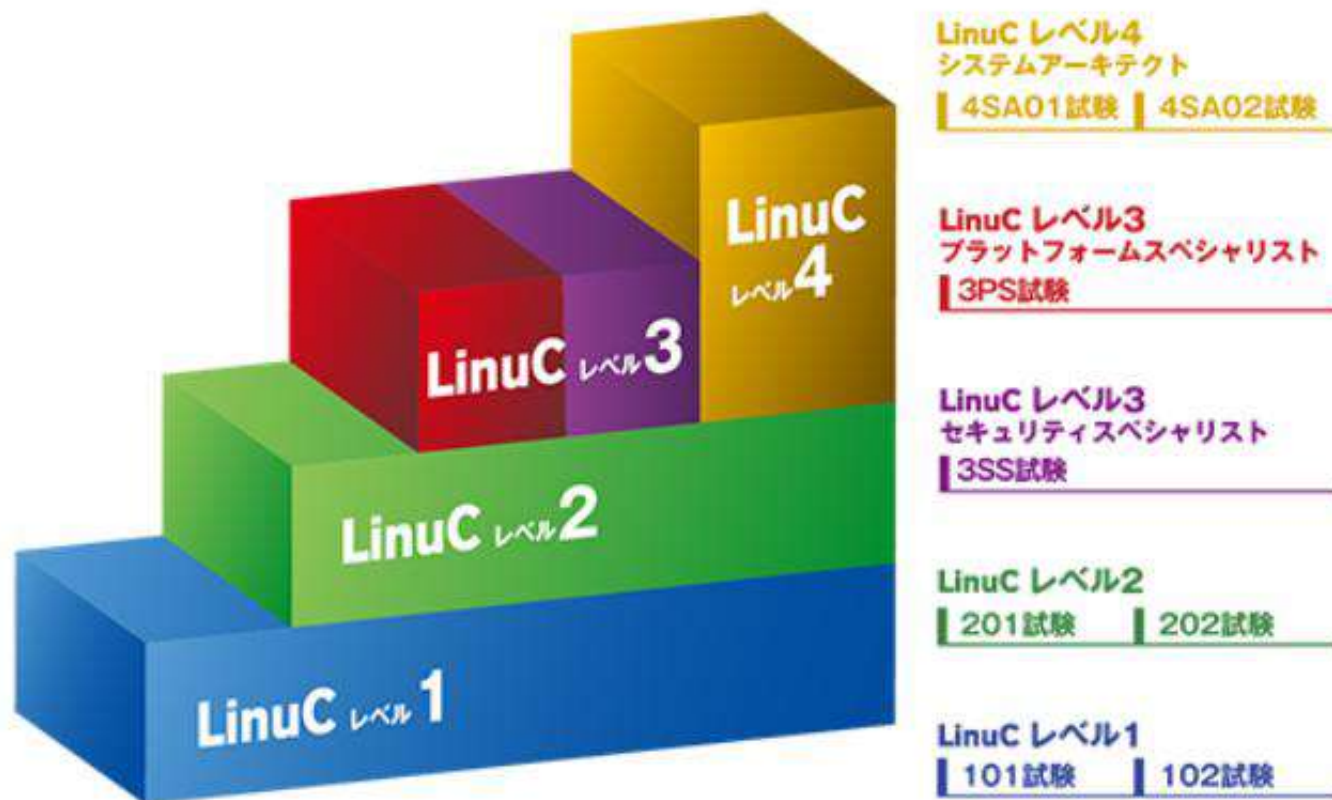 LinuC レベル4
システムアーキテクト
4SA01試験 4SA02試験
LinuC レベル3
プラットフォームスペシャリスト
3PS試験
LinuC レベル3
セキュリティスペシャリスト
3SS試験
LinuC レベル2
201試験 202試験
LinuC レベル1
101試験 102試験
LinuC
レベル4
LinuC レベル3
LinuC レベル2
LinuC レベル1